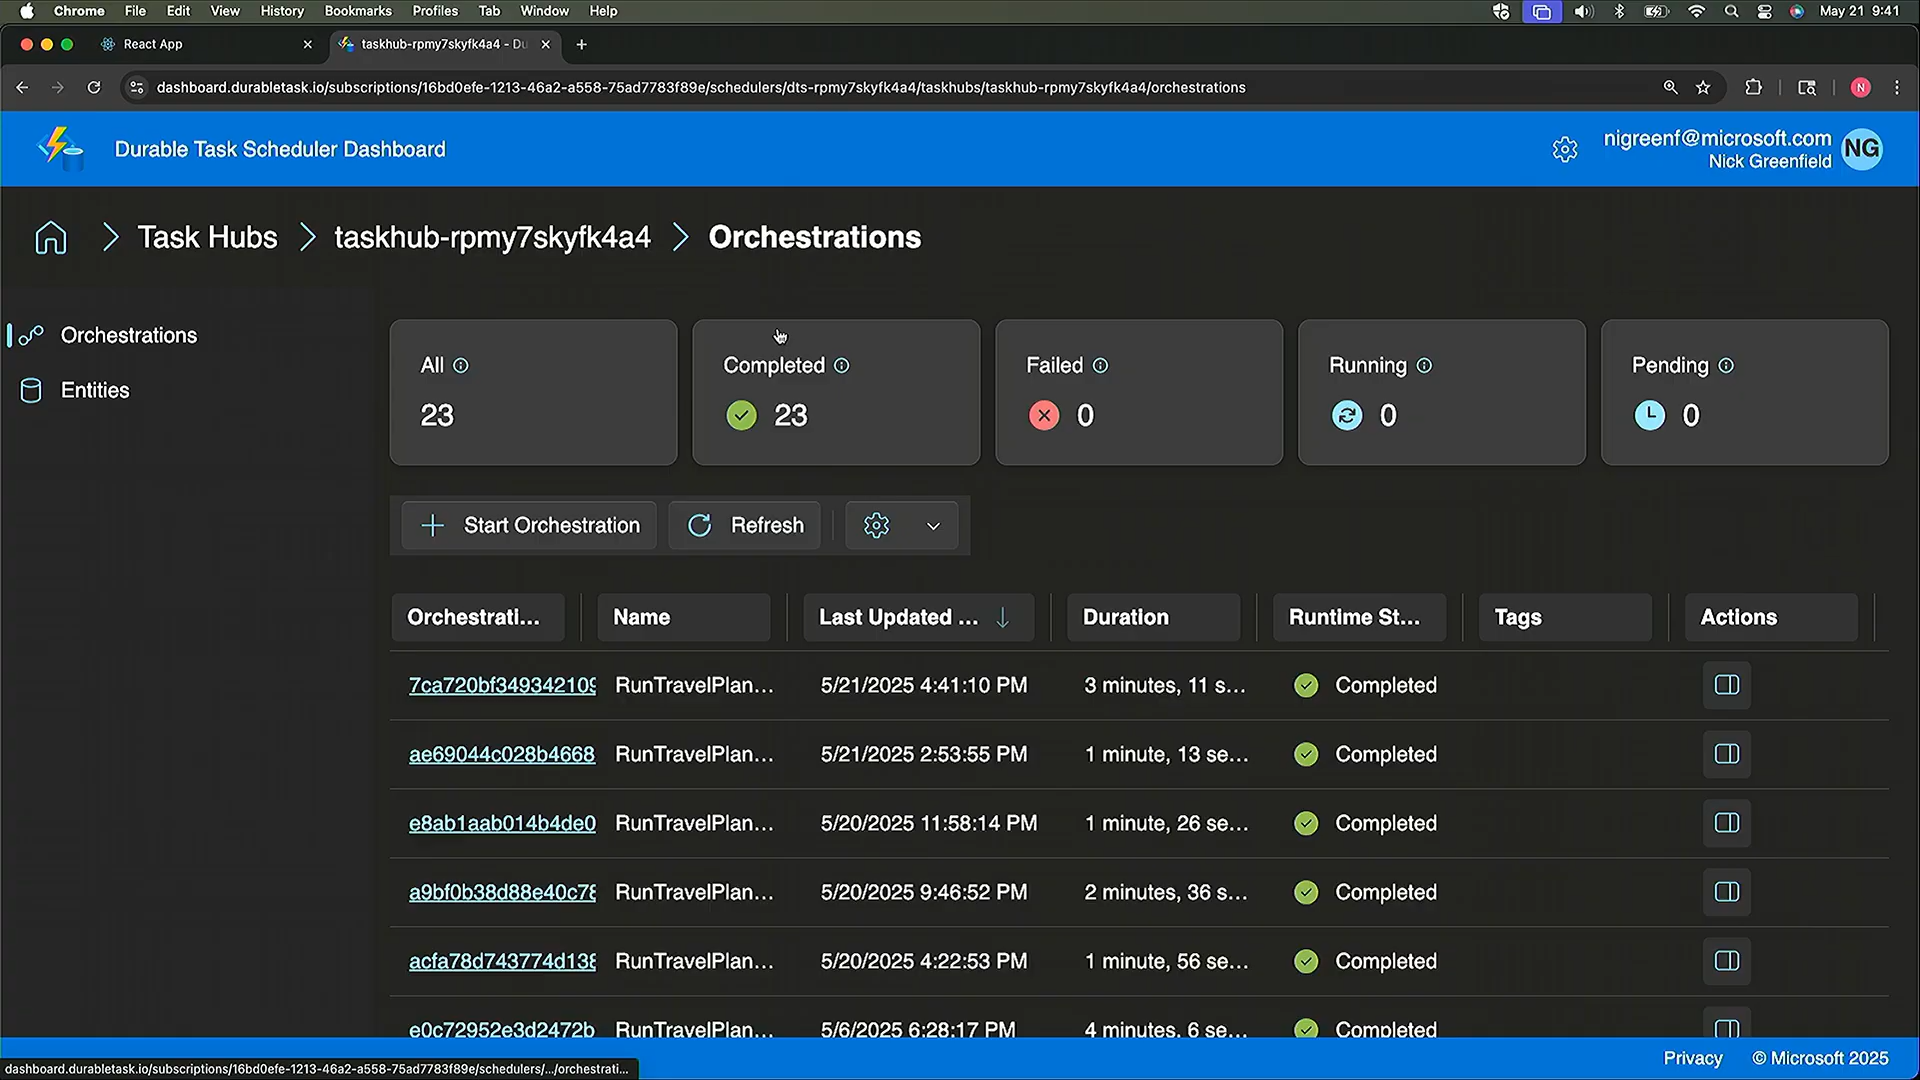 Chrome File Edit View History Bookmarks Profiles Tab Window Help May 21 9:41
React App taskhub-rpmy7skyfk4a4 - Du
dashboard.durabletask.io/subscriptions/16bd0efe-1213-46a2-a558-75ad7783f89e/schedulers/dts-rpmy7skyfk4a4/taskhubs/taskhub-rpmy7skyfk4a4/orchestrations N
Durable Task Scheduler Dashboard
nigreenf@microsoft.com
Nick Greenfield
NG
Task Hubs taskhub-rpmy7skyfk4a4 Orchestrations
Orchestrations
Entities
All
23
Completed
23
Failed
0
Running
0
Pending
0
Start Orchestration Refresh
Orchestrati... Name Last Updated ... Duration Runtime St... Tags Actions
7ca720bf349342109 RunTravelPlan... 5/21/2025 4:41:10 PM 3 minutes, 11 s... Completed
ae69044c028b4668 RunTravelPlan... 5/21/2025 2:53:55 PM 1 minute, 13 se... Completed
e8ab1aab014b4de0 RunTravelPlan... 5/20/2025 11:58:14 PM 1 minute, 26 se... Completed
a9bf0b38d88e40c78 RunTravelPlan... 5/20/2025 9:46:52 PM 2 minutes, 36 s... Completed
acfa78d743774d138 RunTravelPlan... 5/20/2025 4:22:53 PM 1 minute, 56 se... Completed
e0c72952e3d2472b RunTravelPlan... 5/6/2025 6:28:17 PM 4 minutes, 6 se... Completed
Privacy © Microsoft 2025
dashboard.durabletask.io/subscriptions/16bd0efe-1213-46a2-a558-75ad7783f89e/schedulers/.../orchestrati...